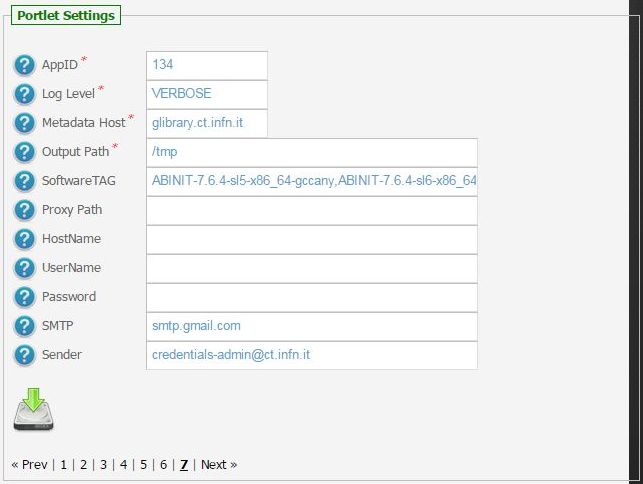 Portlet Settings
? AppID * 134
? Log Level * VERBOSE
? Metadata Host * glibrary.ct.infn.it
? Output Path * /tmp
? SoftwareTAG ABINIT-7.6.4-sl5-x86_64-gccany,ABINIT-7.6.4-sl6-x86_64
? Proxy Path
? HostName
? UserName
? Password
? SMTP smtp.gmail.com
? Sender credentials-admin@ct.infn.it
« Prev | 1 | 2 | 3 | 4 | 5 | 6 | 7 | Next »